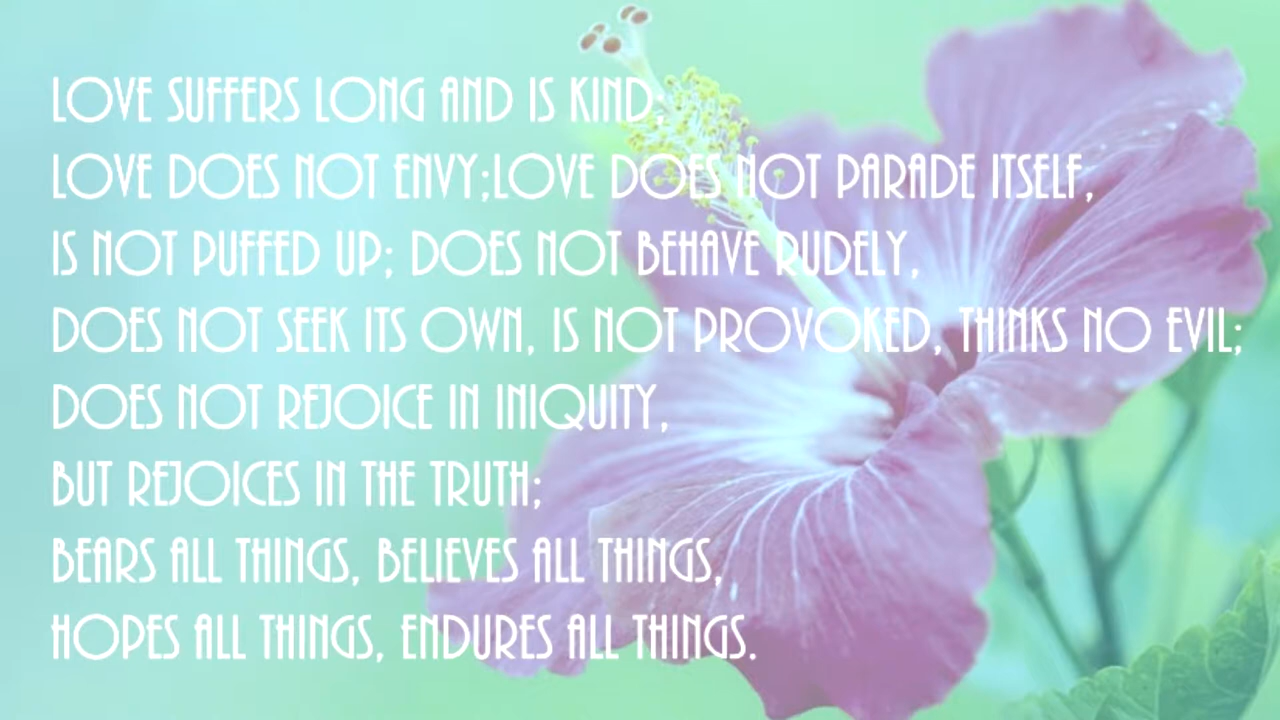 LOVE SUFFERS LONG AND IS KIND,
LOVE DOES NOT ENVY;LOVE DOES NOT PARADE ITSELF,
IS NOT PUFFED UP; DOES NOT BEHAVE RUDELY,
DOES NOT SEEK ITS OWN, IS NOT PROVOKED, THINKS NO EVIL;
DOES NOT REJOICE IN INIQUITY,
BUT REJOICES IN THE TRUTH;
BEARS ALL THINGS, BELIEVES ALL THINGS,
HOPES ALL THINGS, ENDURES ALL THINGS.